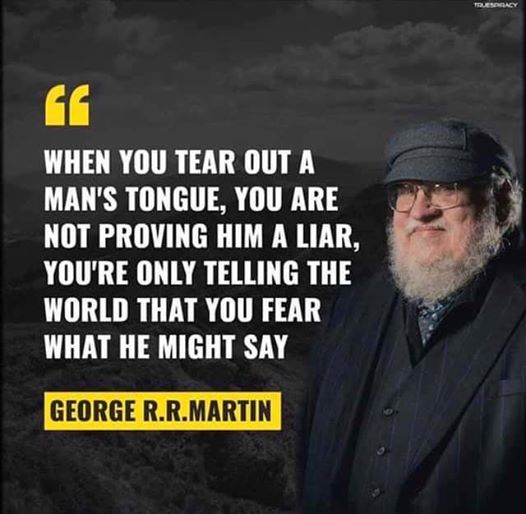 TRUESPIRACY
“
WHEN YOU TEAR OUT A
MAN'S TONGUE, YOU ARE
NOT PROVING HIM A LIAR,
YOU'RE ONLY TELLING THE
WORLD THAT YOU FEAR
WHAT HE MIGHT SAY
GEORGE R.R.MARTIN